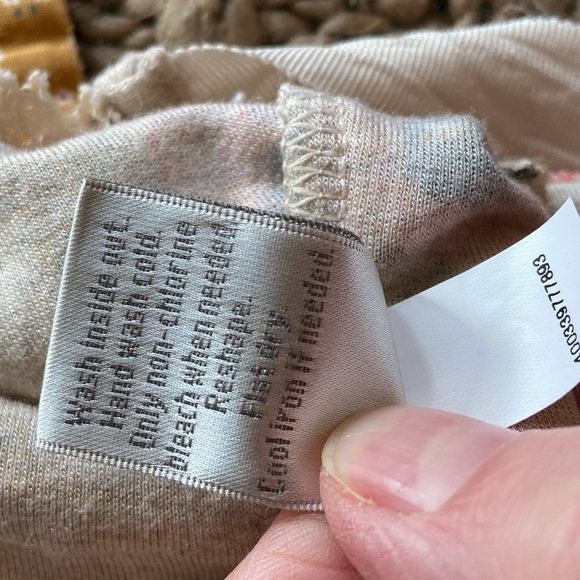 Wash inside out.
Hand wash cold.
Only non-chlorine
bleach when needed
Reshape.
Flat dry.
Cool iron if needed.
A00339777893